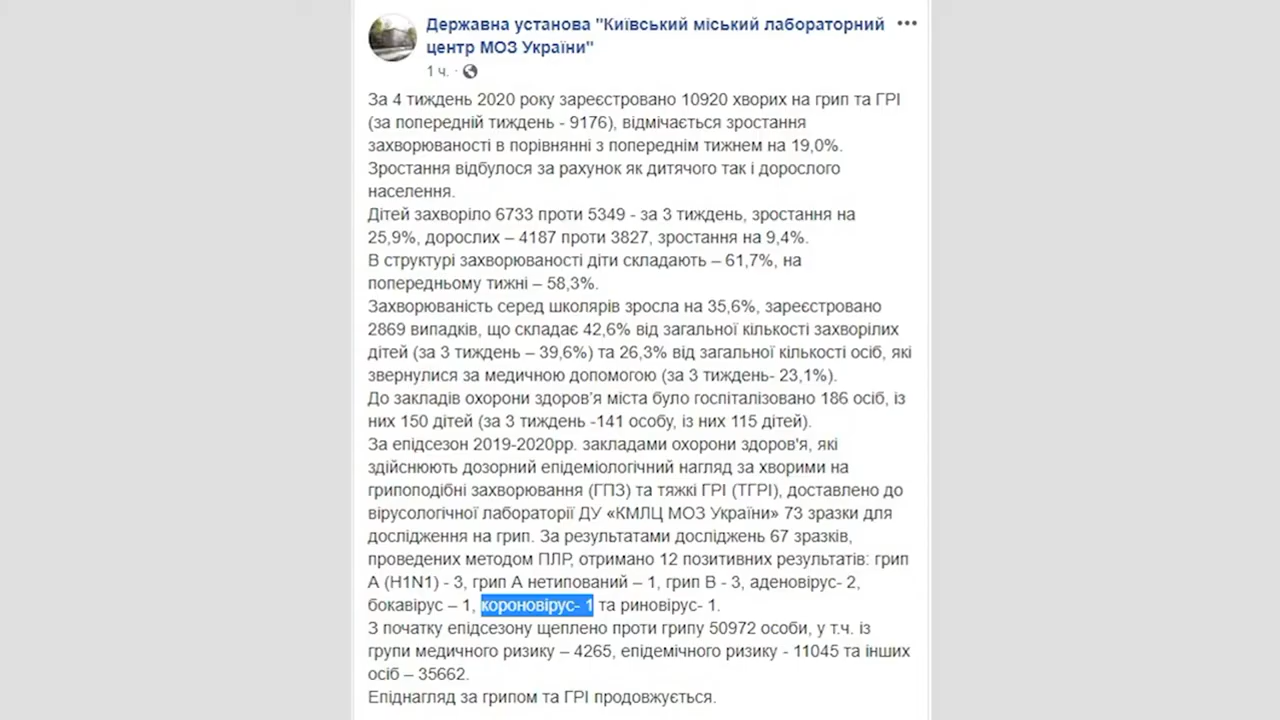 Державна установа "Київський міський лабораторний
центр МОЗ України"
1 ч. ·
За 4 тиждень 2020 року зареєстровано 10920 хворих на грип та ГРІ
(за попередній тиждень - 9176), відмічається зростання
захворюваності в порівнянні з попереднім тижнем на 19,0%.
Зростання відбулося за рахунок як дитячого так і дорослого
населення.
Дітей захворіло 6733 проти 5349 - за 3 тиждень, зростання на
25,9%, дорослих – 4187 проти 3827, зростання на 9,4%.
В структурі захворюваності діти складають – 61,7%, на
попередньому тижні – 58,3%.
Захворюваність серед школярів зросла на 35,6%, зареєстровано
2869 випадків, що складає 42,6% від загальної кількості захворілих
дітей (за 3 тиждень – 39,6%) та 26,3% від загальної кількості осіб, які
звернулися за медичною допомогою (за 3 тиждень- 23,1%).
До закладів охорони здоров’я міста було госпіталізовано 186 осіб, із
них 150 дітей (за 3 тиждень -141 особу, із них 115 дітей).
За епідсезон 2019-2020рр. закладами охорони здоров'я, які
здійснюють дозорний епідеміологічний нагляд за хворими на
грипоподібні захворювання (ГПЗ) та тяжкі ГРІ (ТГРІ), доставлено до
вірусологічної лабораторії ДУ «КМЛЦ МОЗ України» 73 зразки для
дослідження на грип. За результатами досліджень 67 зразків,
проведених методом ПЛР, отримано 12 позитивних результатів: грип
А (H1N1) - 3, грип А нетипований – 1, грип В - 3, аденовірус- 2,
бокавірус – 1, короновірус- 1 та риновірус- 1.
З початку епідсезону щеплено проти грипу 50972 особи, у т.ч. із
групи медичного ризику – 4265, епідемічного ризику - 11045 та інших
осіб – 35662.
Епіднагляд за грипом та ГРІ продовжується.